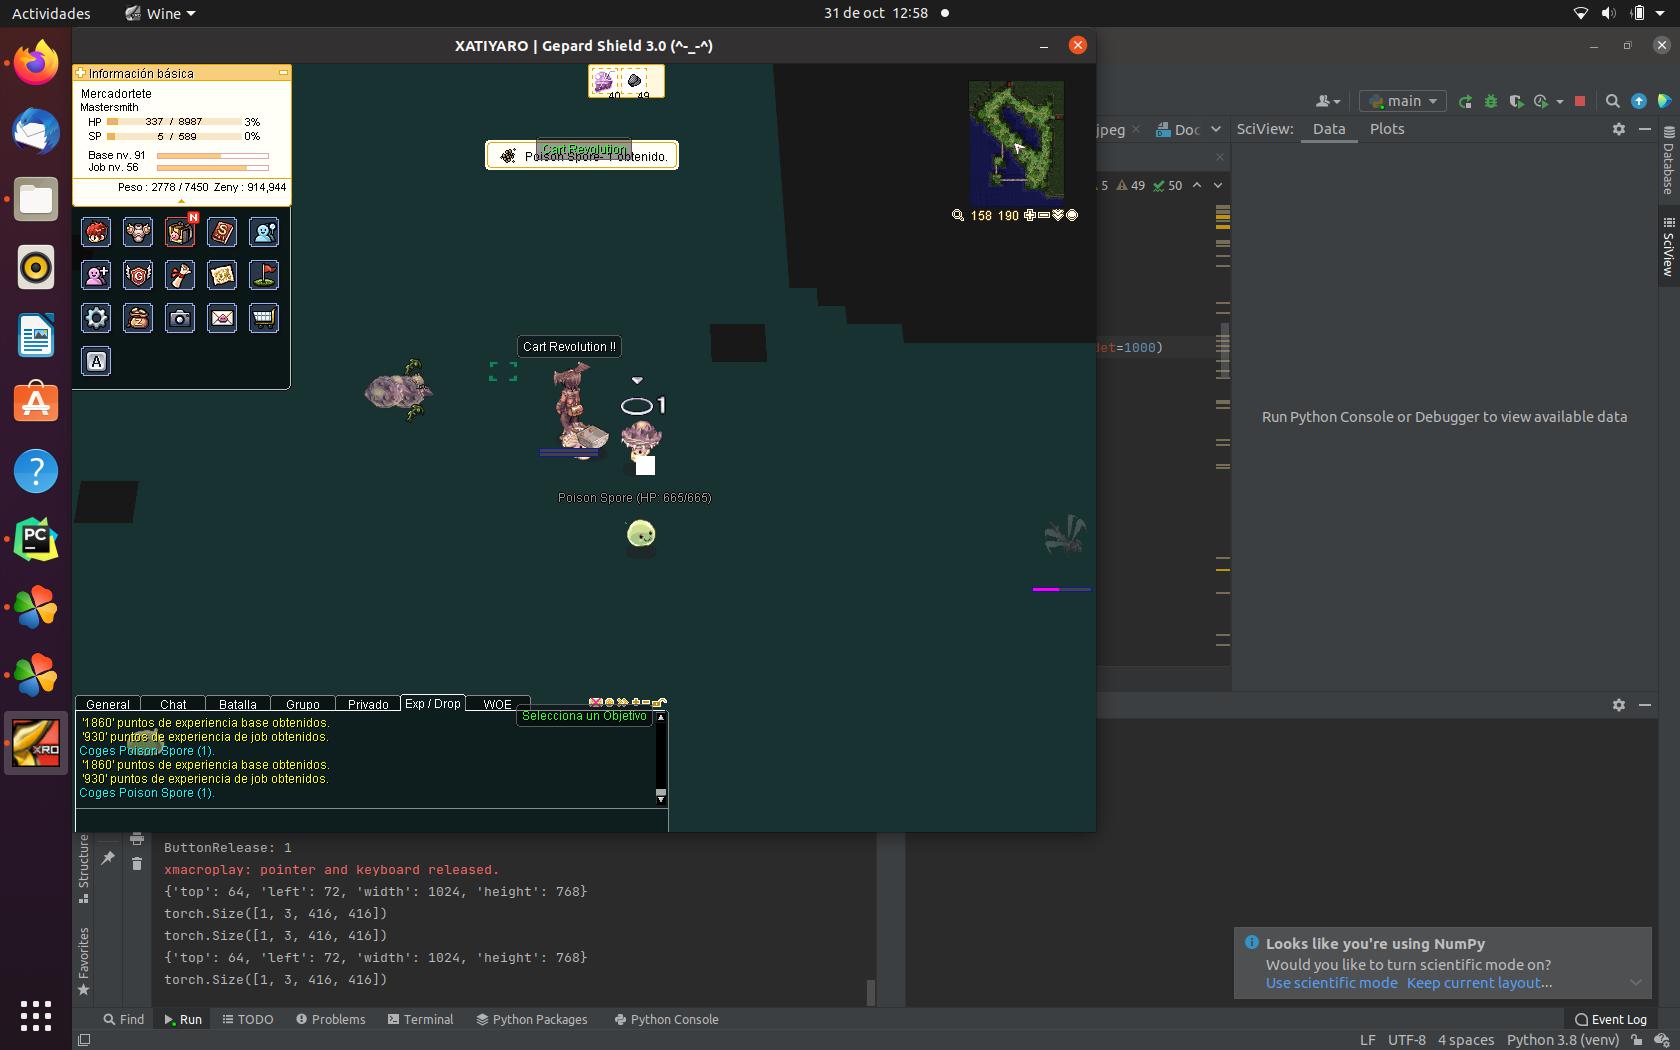 Actividades
Wine
31 de oct 12:58
XATIYARO | Gepard Shield 3.0 (^-_-^)
Información básica
Mercadortete
Mastersmith
HP 337 / 8987 3%
SP 5 / 589 0%
Base nv. 91
Job nv. 56
Peso : 2778 / 7450 Zeny : 914,944
N
A
40 49
Cart Revolution
Poison Spore- 1 obtenido.
158 190
Cart Revolution !!
1
Poison Spore (HP: 665/665)
General Chat Batalla Grupo Privado Exp / Drop WOE
Selecciona un Objetivo
'1860' puntos de experiencia base obtenidos.
'930' puntos de experiencia de job obtenidos.
Coges Poison Spore (1).
'1860' puntos de experiencia base obtenidos.
'930' puntos de experiencia de job obtenidos.
Coges Poison Spore (1).
main
jpeg
Doc
SciView: Data Plots
5 49 50
Database
SciView
=1000)
Run Python Console or Debugger to view available data
PC
XRO
Structure
Favorites
ButtonRelease: 1
xmacroplay: pointer and keyboard released.
{'top': 64, 'left': 72, 'width': 1024, 'height': 768}
torch.Size([1, 3, 416, 416])
torch.Size([1, 3, 416, 416])
{'top': 64, 'left': 72, 'width': 1024, 'height': 768}
torch.Size([1, 3, 416, 416])
Looks like you're using NumPy
Would you like to turn scientific mode on?
Use scientific mode Keep current layout...
Find Run TODO Problems Terminal Python Packages Python Console
Event Log
LF UTF-8 4 spaces Python 3.8 (venv)